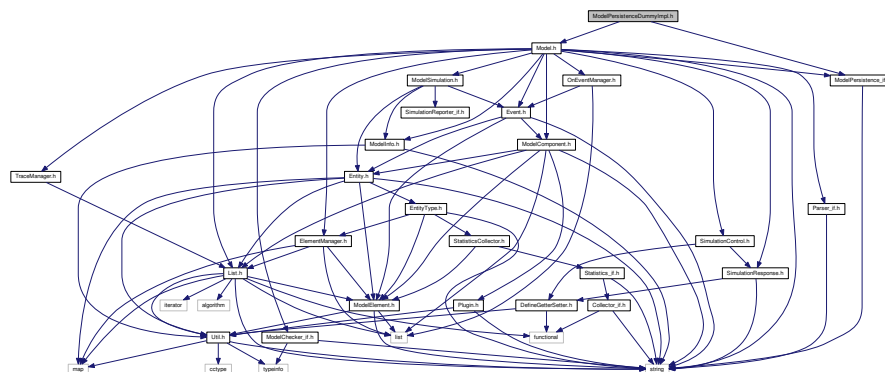 ModelPersistenceDummyImpl.h
Model.h
ModelSimulation.h
OnEventManager.h
ModelPersistence_if
SimulationReporter_if.h
Event.h
ModelInfo.h
ModelComponent.h
TraceManager.h
Entity.h
EntityType.h
Parser_if.h
ElementManager.h
StatisticsCollector.h
SimulationControl.h
List.h
Statistics_if.h
SimulationResponse.h
iterator
algorithm
ModelElement.h
Plugin.h
DefineGetterSetter.h
Collector_if.h
Util.h
ModelChecker_if.h
list
functional
map
cctype
typeinfo
string